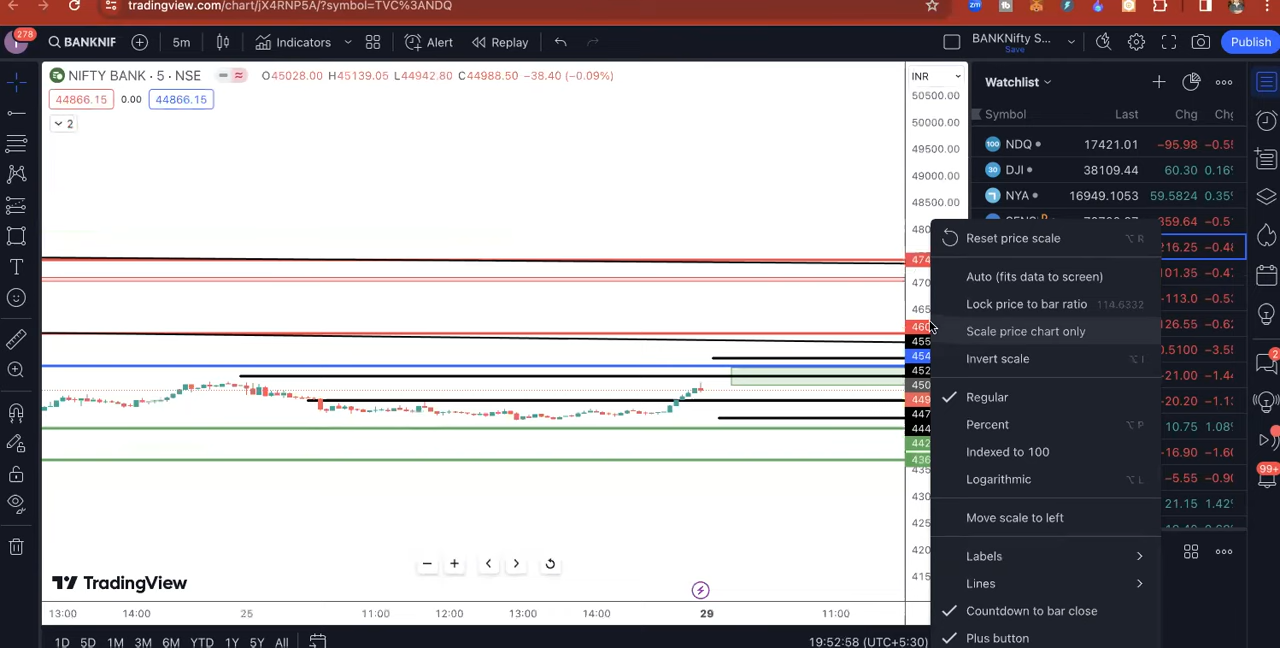 tradingview.com/chart/jX4RNP5A/?symbol=TVC%3ANDQ
278
BANKNIF
5m
Indicators
Alert
Replay
BANKNifty S...
Save
Publish
NIFTY BANK · 5 · NSE
O45028.00 H45139.05 L44942.80 C44988.50 −38.40 (−0.09%)
44866.15 0.00 44866.15
2
INR
50500.00
50000.00
49500.00
49000.00
48500.00
480
474
470
465
460
455
454
452
450
449
447
444
442
436
435
430
425
420
415
Watchlist
Symbol Last Chg Chg
100 NDQ 17421.01 −95.98 −0.5
30 DJI 38109.44 60.30 0.16
NYA 16949.1053 59.5824 0.35
359.64 −0.5
216.25 −0.4
101.35 −0.4
113.0 −0.5
126.55 −0.6
.5100 −3.5
21.00 −1.4
20.20 −1.1
10.75 1.08
16.90 −1.6
−5.55 −0.9
21.15 1.42
Reset price scale ⌥ R
Auto (fits data to screen)
Lock price to bar ratio 114.6332
Scale price chart only
Invert scale ⌥ I
Regular
Percent ⌥ P
Indexed to 100
Logarithmic ⌥ L
Move scale to left
Labels
Lines
Countdown to bar close
Plus button
2
99+
TradingView
13:00 14:00 25 11:00 12:00 13:00 14:00 29 11:00
1D 5D 1M 3M 6M YTD 1Y 5Y All
19:52:58 (UTC+5:30)